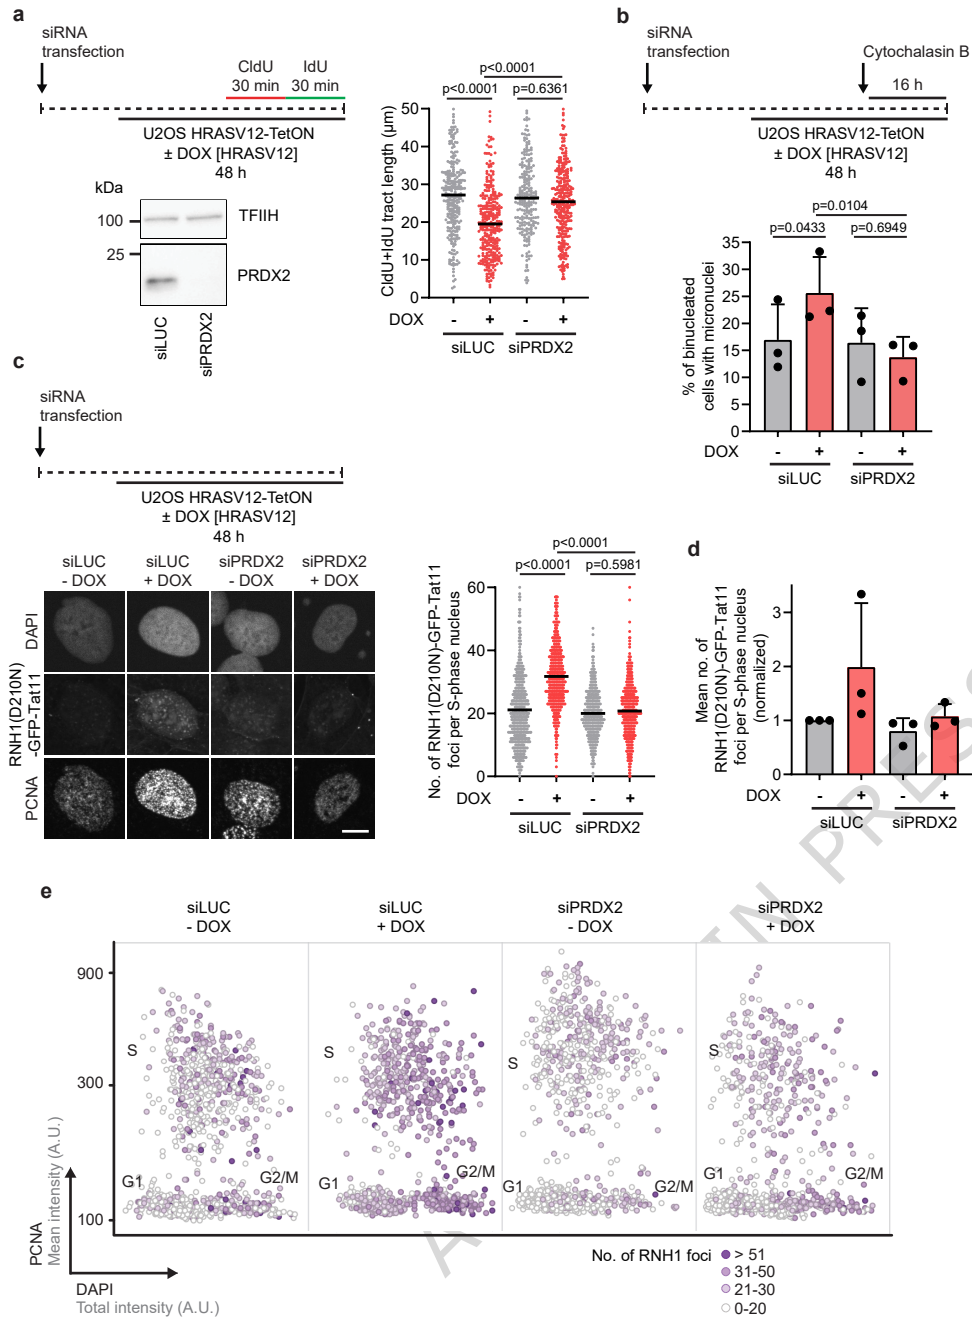 a
siRNA
transfection
CldU
30 min
IdU
30 min
U2OS HRASV12-TetON
± DOX [HRASV12]
48 h
kDa
100
TFIIH
25
PRDX2
siLUC
siPRDX2
p<0.0001
p<0.0001
p=0.6361
CldU+IdU tract length (µm)
50
40
30
20
10
0
DOX
-
+
-
+
siLUC
siPRDX2
b
siRNA
transfection
Cytochalasin B
16 h
U2OS HRASV12-TetON
± DOX [HRASV12]
48 h
p=0.0104
p=0.0433
p=0.6949
% of binucleated
cells with micronuclei
35
30
25
20
15
10
5
0
DOX
-
+
-
+
siLUC
siPRDX2
c
siRNA
transfection
U2OS HRASV12-TetON
± DOX [HRASV12]
48 h
siLUC
- DOX
siLUC
+ DOX
siPRDX2
- DOX
siPRDX2
+ DOX
DAPI
RNH1(D210N)
-GFP-Tat11
PCNA
p<0.0001
p<0.0001
p=0.5981
No. of RNH1(D210N)-GFP-Tat11
foci per S-phase nucleus
60
40
20
0
DOX
-
+
-
+
siLUC
siPRDX2
d
Mean no. of
RNH1(D210N)-GFP-Tat11
foci per S-phase nucleus
(normalized)
3
2
1
0
DOX
-
+
-
+
siLUC
siPRDX2
e
siLUC
- DOX
siLUC
+ DOX
siPRDX2
- DOX
siPRDX2
+ DOX
900
300
100
S
G1
G2/M
S
G1
G2/M
S
G1
G2/M
S
G1
G2/M
PCNA
Mean intensity (A.U.)
DAPI
Total intensity (A.U.)
No. of RNH1 foci
> 51
31-50
21-30
0-20
IN PRESS